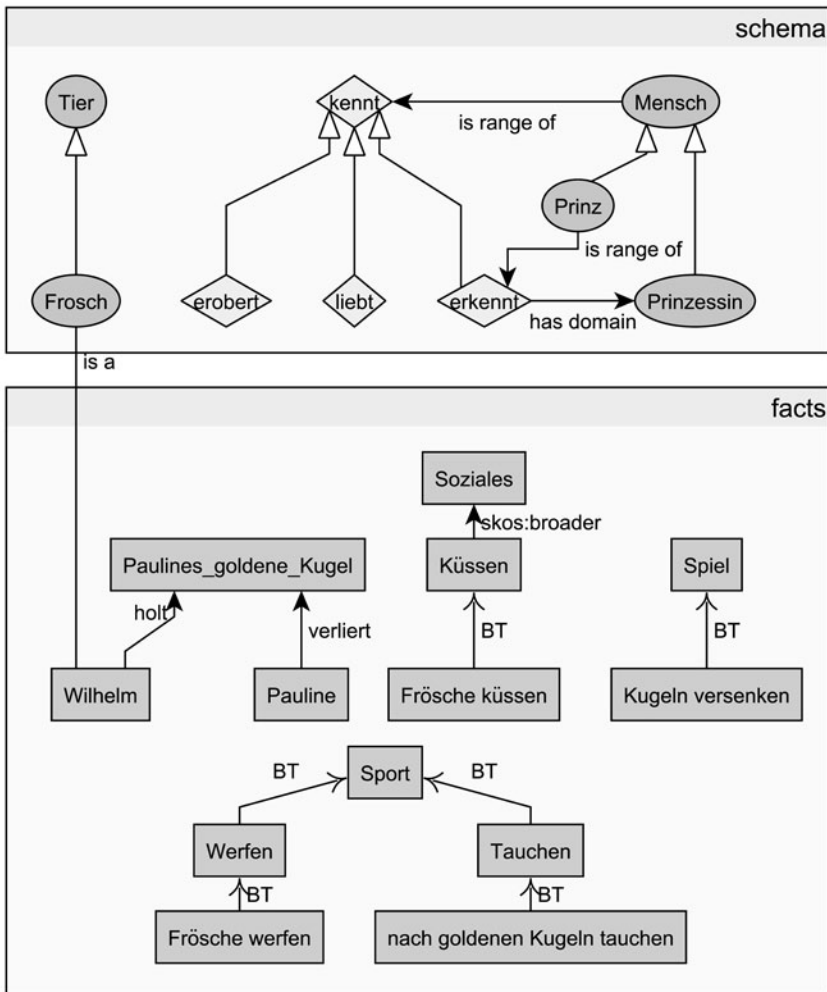 schema
Tier
kennt
Mensch
is range of
Prinz
is range of
Frosch
erobert
liebt
erkennt
Prinzessin
has domain
is a
facts
Soziales
skos:broader
Paulines_goldene_Kugel
Küssen
Spiel
holt
verliert
BT
BT
Wilhelm
Pauline
Frösche küssen
Kugeln versenken
BT
Sport
BT
Werfen
Tauchen
BT
BT
Frösche werfen
nach goldenen Kugeln tauchen